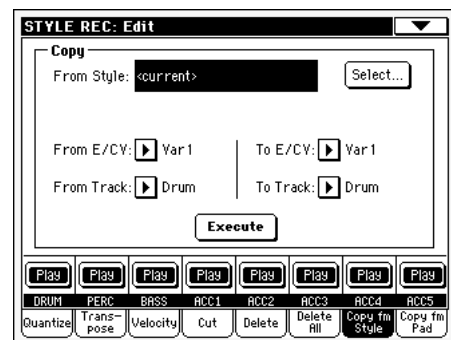 STYLE REC: Edit
Copy
From Style: <current> Select...
From E/CV: Var1 To E/CV: Var1
From Track: Drum To Track: Drum
Execute
Play Play Play Play Play Play Play Play
DRUM PERC BASS ACC1 ACC2 ACC3 ACC4 ACC5
Quantize Trans- Velocity Cut Delete Delete Copy fm Copy fm
pose All Style Pad